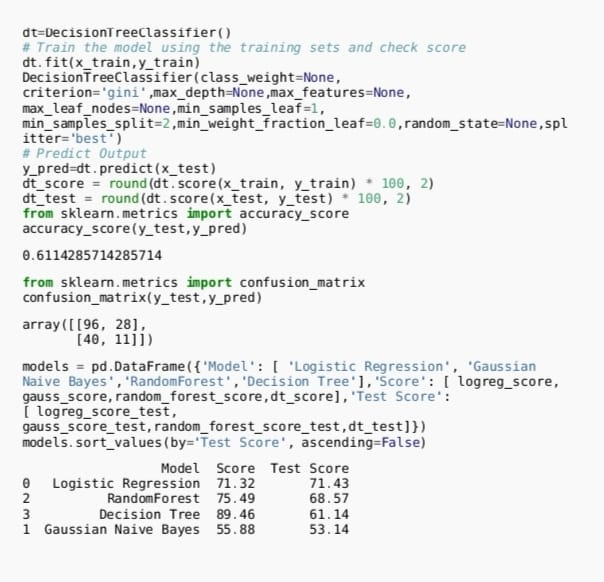 dt=DecisionTreeClassifier()
# Train the model using the training sets and check score
dt.fit(x_train,y_train)
DecisionTreeClassifier(class_weight=None,
criterion='gini',max_depth=None,max_features=None,
max_leaf_nodes=None,min_samples_leaf=1,
min_samples_split=2,min_weight_fraction_leaf=0.0,random_state=None,spl
itter='best')
# Predict Output
y_pred=dt.predict(x_test)
dt_score = round(dt.score(x_train, y_train) * 100, 2)
dt_test = round(dt.score(x_test, y_test) * 100, 2)
from sklearn.metrics import accuracy_score
accuracy_score(y_test,y_pred)
0.6114285714285714
from sklearn.metrics import confusion_matrix
confusion_matrix(y_test,y_pred)
array([[96, 28],
       [40, 11]])
models = pd.DataFrame({'Model': [ 'Logistic Regression', 'Gaussian
Naive Bayes','RandomForest','Decision Tree'],'Score': [ logreg_score,
gauss_score,random_forest_score,dt_score],'Test Score':
[ logreg_score_test,
gauss_score_test,random_forest_score_test,dt_test]})
models.sort_values(by='Test Score', ascending=False)
Model Score Test Score
0 Logistic Regression 71.32 71.43
2 RandomForest 75.49 68.57
3 Decision Tree 89.46 61.14
1 Gaussian Naive Bayes 55.88 53.14